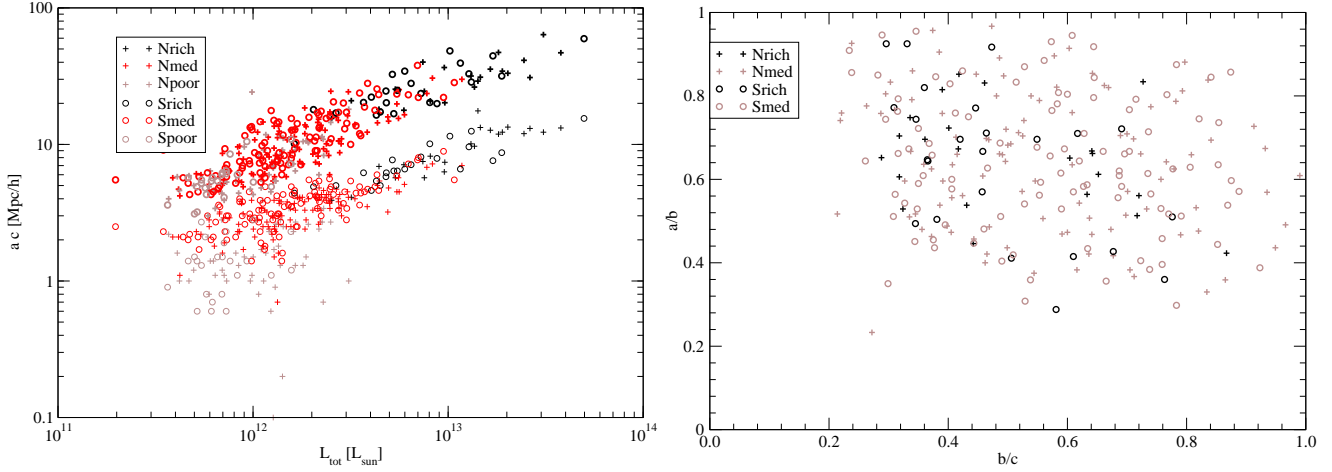 100
10
1
0.1
a c [Mpc/h]
Nrich
Nmed
Npoor
Srich
Smed
Spoor
10^11
10^12
10^13
10^14
L_tot [L_sun]
1
0.8
0.6
0.4
0.2
0
a/b
Nrich
Nmed
Srich
Smed
0.0
0.2
0.4
0.6
0.8
1.0
b/c